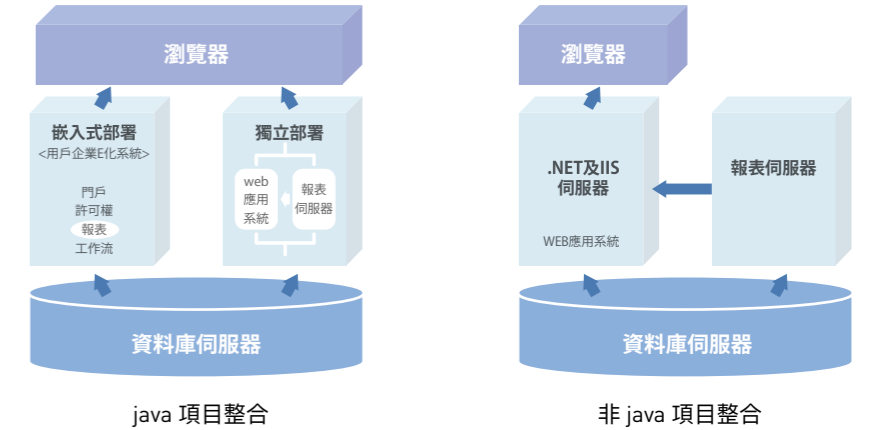 瀏覽器
嵌入式部署
<用戶企業E化系統>
門戶
許可權
報表
工作流
獨立部署
web
應用
系統
報表
伺服器
資料庫伺服器
java 項目整合
瀏覽器
.NET及IIS
伺服器
WEB應用系統
報表伺服器
資料庫伺服器
非 java 項目整合